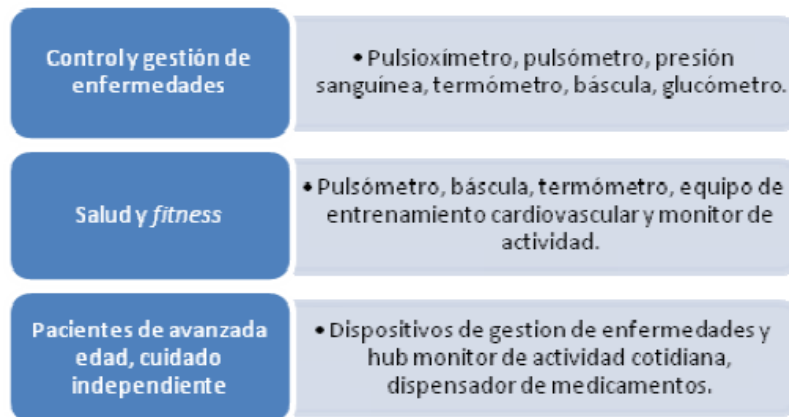 Control y gestión de
enfermedades
• Pulsioxímetro, pulsómetro, presión
sanguínea, termómetro, báscula, glucómetro.
Salud y fitness
• Pulsómetro, báscula, termómetro, equipo de
entrenamiento cardiovascular y monitor de
actividad.
Pacientes de avanzada
edad, cuidado
independiente
• Dispositivos de gestion de enfermedades y
hub monitor de actividad cotidiana,
dispensador de medicamentos.